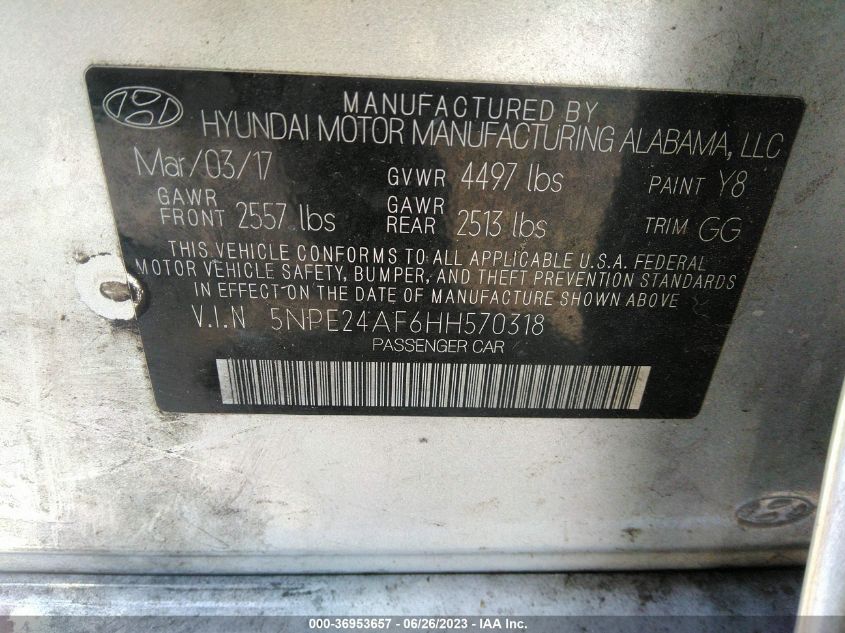 MANUFACTURED BY
HYUNDAI MOTOR MANUFACTURING ALABAMA, LLC
Mar/03/17 GVWR 4497 lbs PAINT Y8
GAWR FRONT 2557 lbs GAWR REAR 2513 lbs TRIM GG
THIS VEHICLE CONFORMS TO ALL APPLICABLE U.S.A. FEDERAL
MOTOR VEHICLE SAFETY, BUMPER, AND THEFT PREVENTION STANDARDS
IN EFFECT ON THE DATE OF MANUFACTURE SHOWN ABOVE
V.I.N 5NPE24AF6HH570318
PASSENGER CAR
000-36953657 - 06/26/2023 - © IAA Inc.